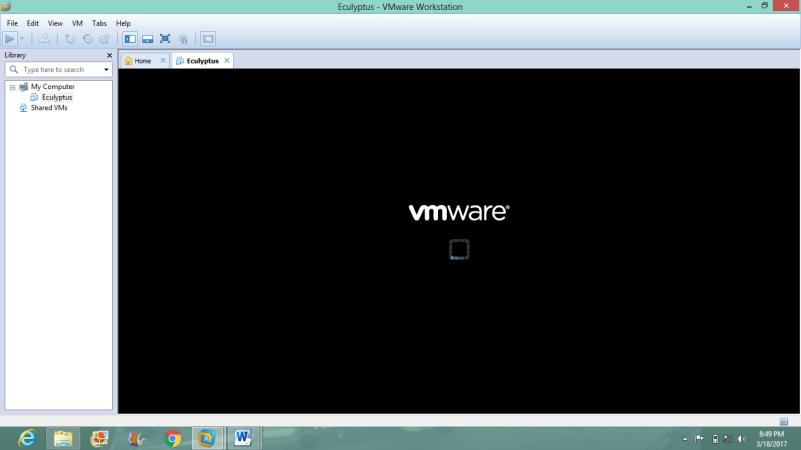 Eculyptus - VMware Workstation
File Edit View VM Tabs Help
Library
Type here to search
My Computer
Eculyptus
Shared VMs
Home
Eculyptus
vmware®
8:49 PM
3/18/2017